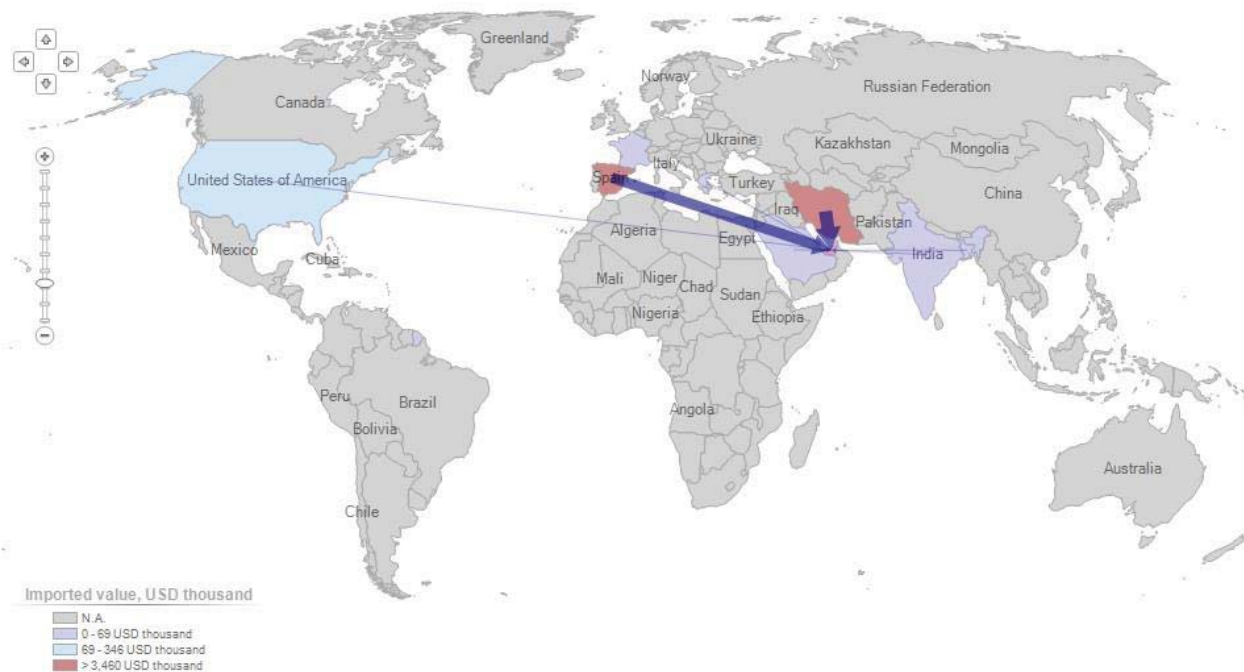 Greenland
Norway
Russian Federation
Canada
Ukraine
Kazakhstan
Mongolia
Italy
Spain
Turkey
China
United States of America
Iraq
Pakistan
Algeria
Egypt
Mexico
Cuba
India
Mali
Niger
Chad
Sudan
Nigeria
Ethiopia
Peru
Brazil
Angola
Bolivia
Australia
Chile
Imported value, USD thousand
N.A.
0 - 69 USD thousand
69 - 346 USD thousand
> 3,460 USD thousand